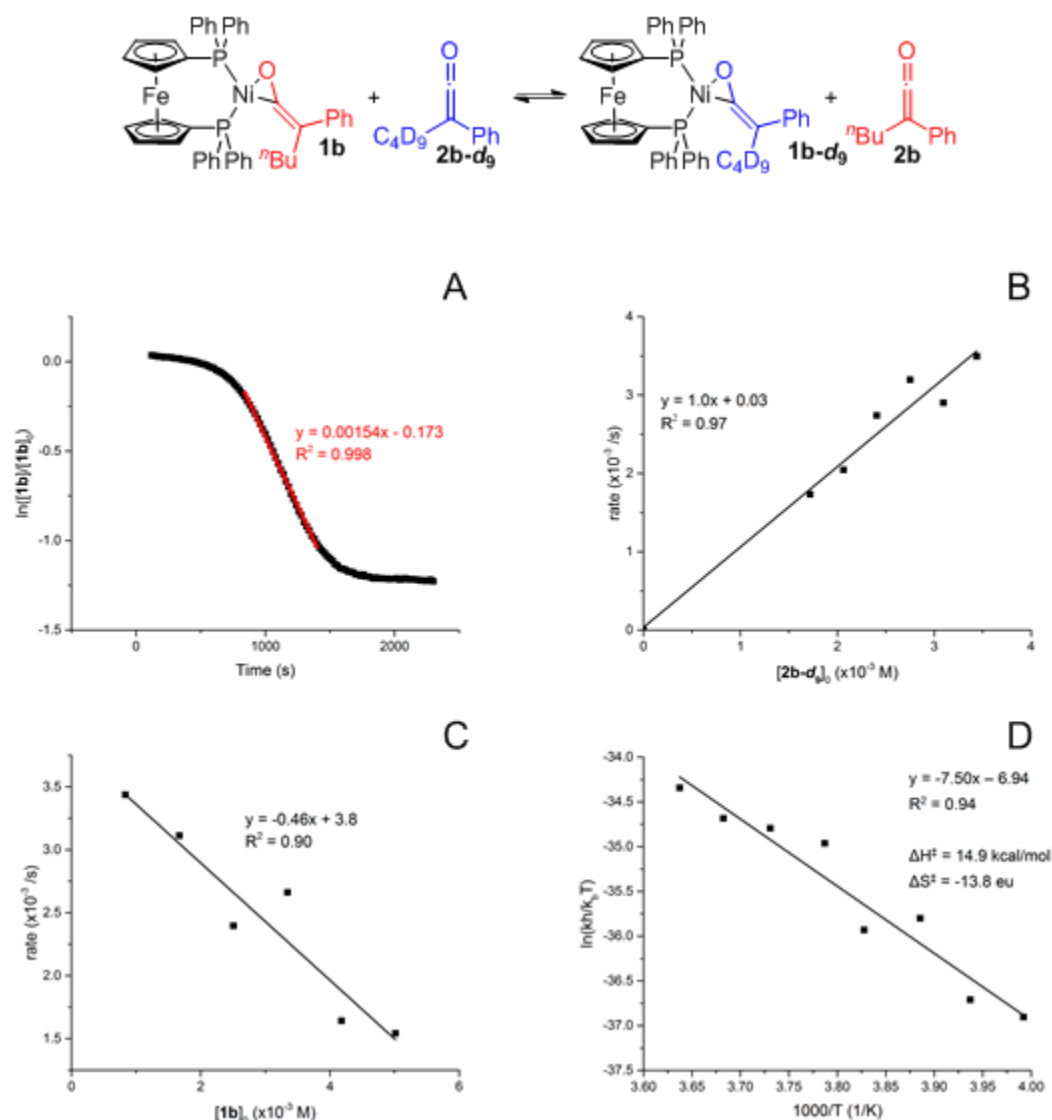 Ph Ph
P
O
Ni
Fe
Ph
P
ⁿBu
Ph Ph
1b
+
O
C
C₄D₉
Ph
2b-d₉
Ph Ph
P
O
Ni
Fe
Ph
P
C₄D₉
Ph Ph
1b-d₉
+
O
C
ⁿBu
Ph
2b
A
ln([1b]/[1b]₀)
0.0
-0.5
-1.0
-1.5
y = 0.00154x - 0.173
R² = 0.998
0
1000
2000
Time (s)
B
rate (x10⁻³ /s)
4
3
2
1
0
y = 1.0x + 0.03
R² = 0.97
0
1
2
3
4
[2b-d₉]₀ (x10⁻³ M)
C
rate (x10⁻³ /s)
3.5
3.0
2.5
2.0
1.5
y = -0.46x + 3.8
R² = 0.90
0
2
4
6
[1b]₀ (x10⁻³ M)
D
ln(kh/k_bT)
-34.0
-34.5
-35.0
-35.5
-36.0
-36.5
-37.0
-37.5
y = -7.50x – 6.94
R² = 0.94
ΔH‡ = 14.9 kcal/mol
ΔS‡ = -13.8 eu
3.60
3.65
3.70
3.75
3.80
3.85
3.90
3.95
4.00
1000/T (1/K)